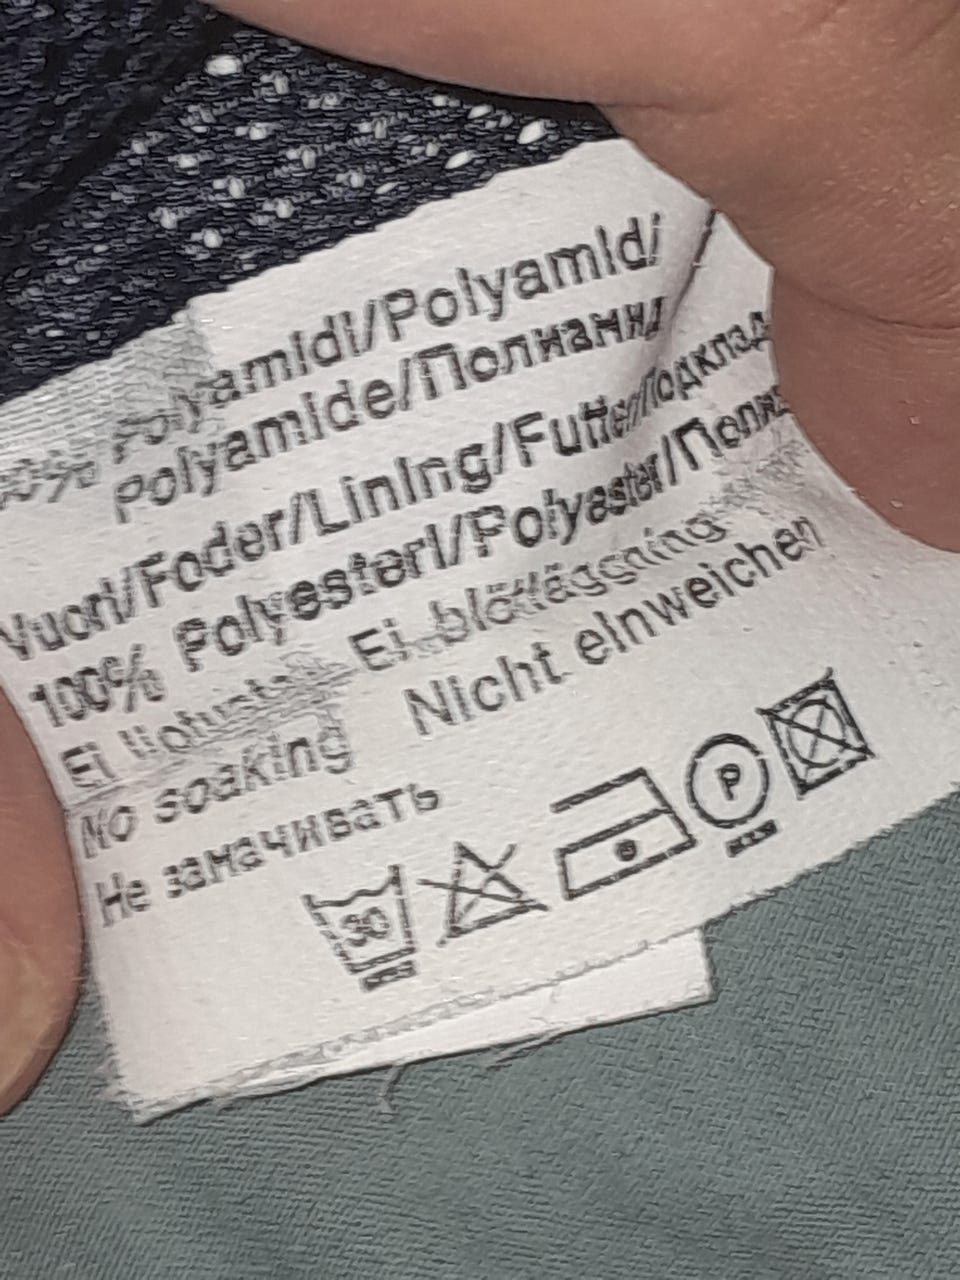 Polyamidi/Polyamid/
Polyamide/Полиамид
Vuori/Foder/Lining/Futter/Подклад
100% Polyesteri/Polyester/Поли
Ei liotusta Ei blötläggning
No soaking Nicht einweichen
Не замачивать
30 P